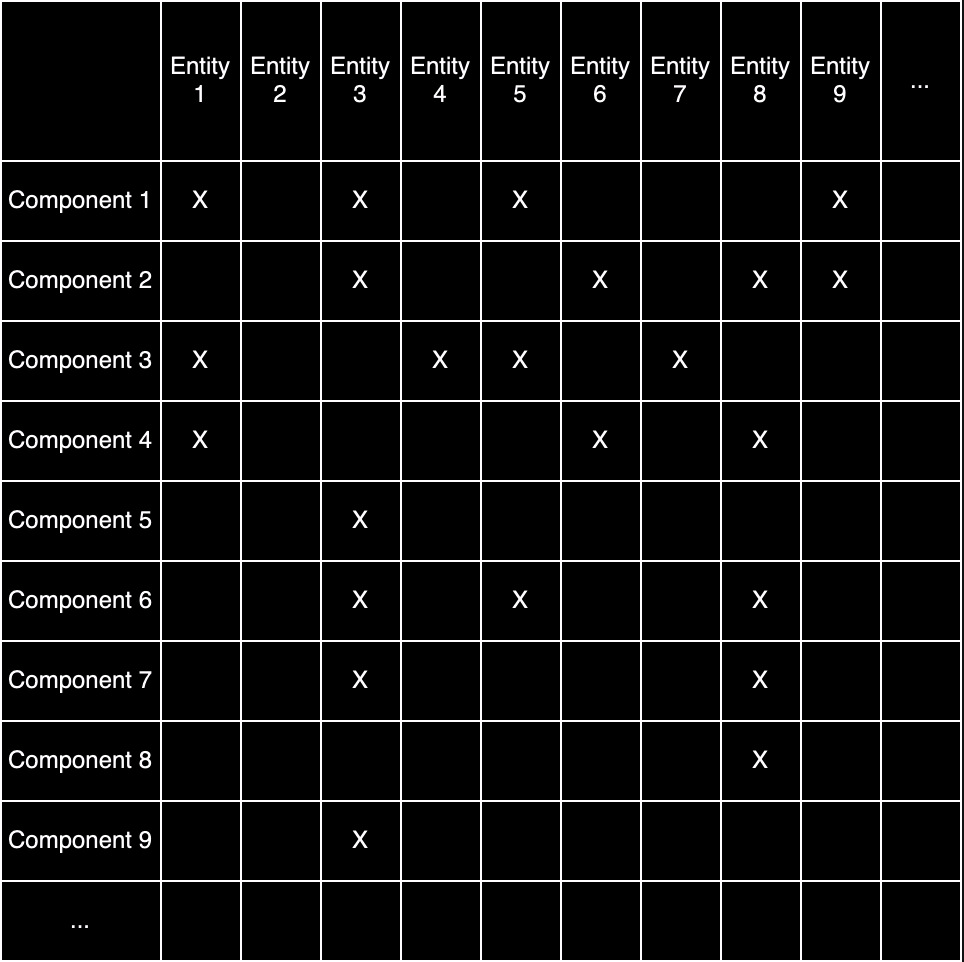 Entity 1 Entity 2 Entity 3 Entity 4 Entity 5 Entity 6 Entity 7 Entity 8 Entity 9 ...
Component 1 X X X X
Component 2 X X X X
Component 3 X X X X
Component 4 X X X
Component 5 X
Component 6 X X X
Component 7 X X
Component 8 X
Component 9 X
...